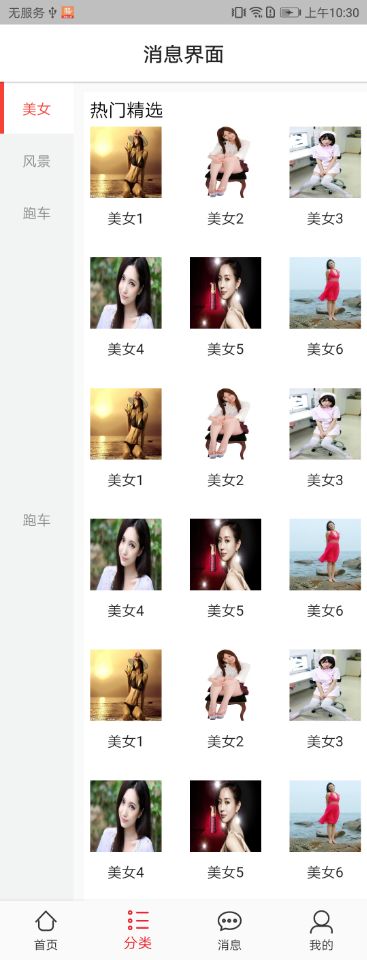 无服务 上午10:30
消息界面
美女
风景
跑车
跑车
热门精选
美女1 美女2 美女3
美女4 美女5 美女6
美女1 美女2 美女3
美女4 美女5 美女6
美女1 美女2 美女3
美女4 美女5 美女6
首页 分类 消息 我的